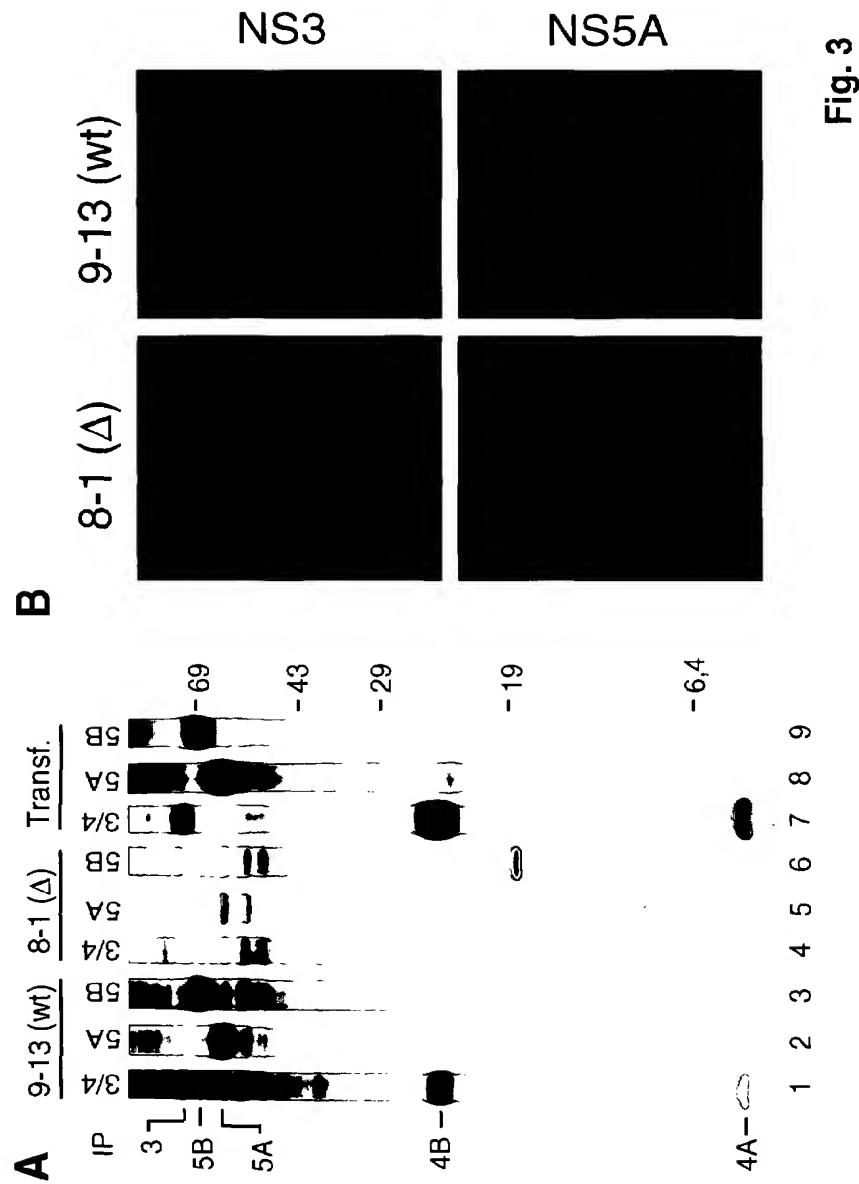 A
9-13 (wt) 8-1 (Δ) Transf.
IP 3/4 5A 5B 3/4 5A 5B 3/4 5A 5B
3
5B
5A
4B
4A
69
43
29
19
6,4
1 2 3 4 5 6 7 8 9
B
8-1 (Δ) 9-13 (wt)
NS3
NS5A
Fig. 3